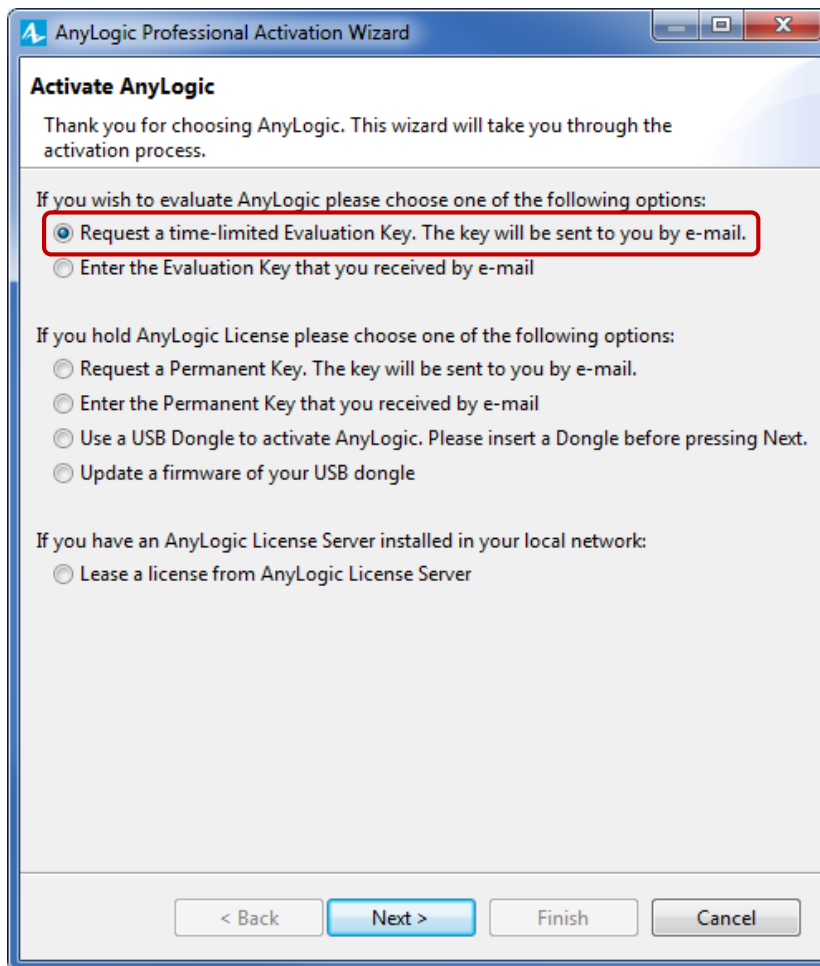 AnyLogic Professional Activation Wizard
Activate AnyLogic
Thank you for choosing AnyLogic. This wizard will take you through the
activation process.
If you wish to evaluate AnyLogic please choose one of the following options:
Request a time-limited Evaluation Key. The key will be sent to you by e-mail.
Enter the Evaluation Key that you received by e-mail
If you hold AnyLogic License please choose one of the following options:
Request a Permanent Key. The key will be sent to you by e-mail.
Enter the Permanent Key that you received by e-mail
Use a USB Dongle to activate AnyLogic. Please insert a Dongle before pressing Next.
Update a firmware of your USB dongle
If you have an AnyLogic License Server installed in your local network:
Lease a license from AnyLogic License Server
< Back Next > Finish Cancel